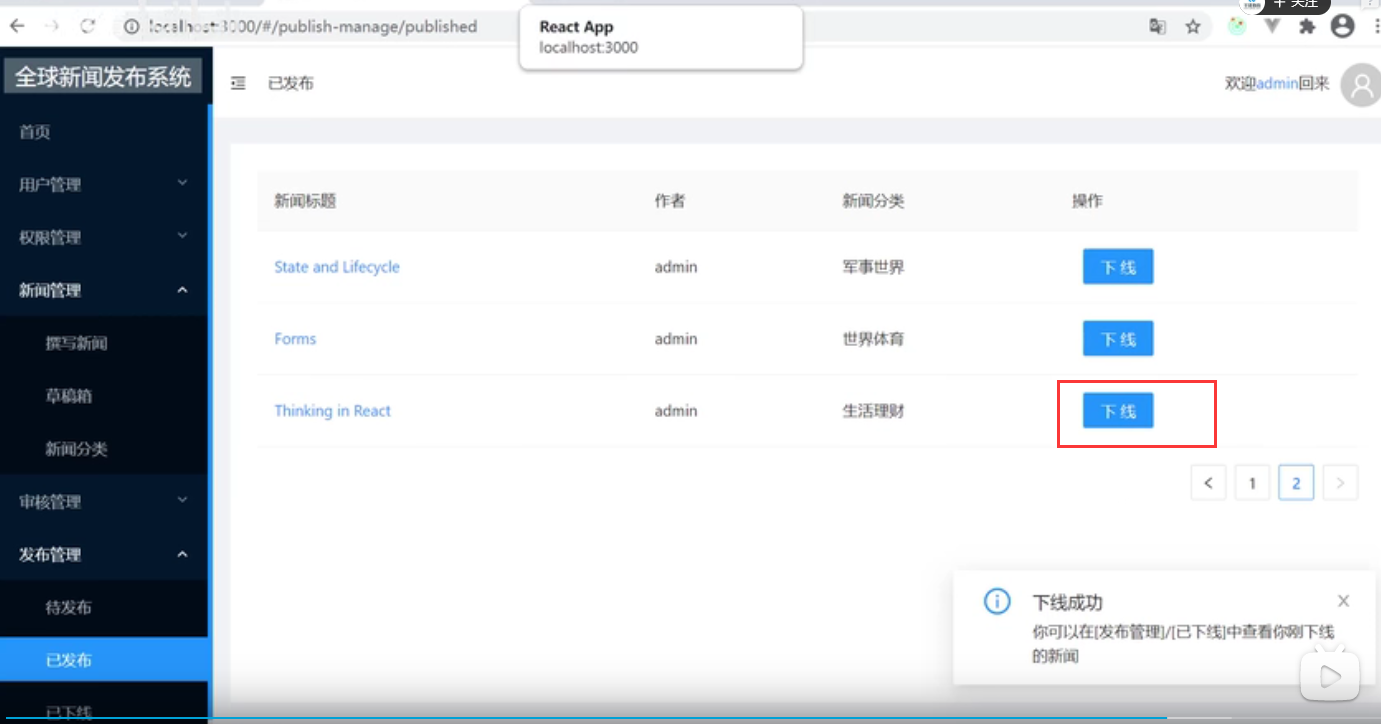 + 关注
localhost:3000/#/publish-manage/published
React App
localhost:3000
全球新闻发布系统
已发布
欢迎admin回来
首页
用户管理
权限管理
新闻管理
撰写新闻
草稿箱
新闻分类
审核管理
发布管理
待发布
已发布
已下线
新闻标题 作者 新闻分类 操作
State and Lifecycle admin 军事世界 下 线
Forms admin 世界体育 下 线
Thinking in React admin 生活理财 下 线
1 2
下线成功
你可以在[发布管理]/[已下线]中查看你刚下线
的新闻